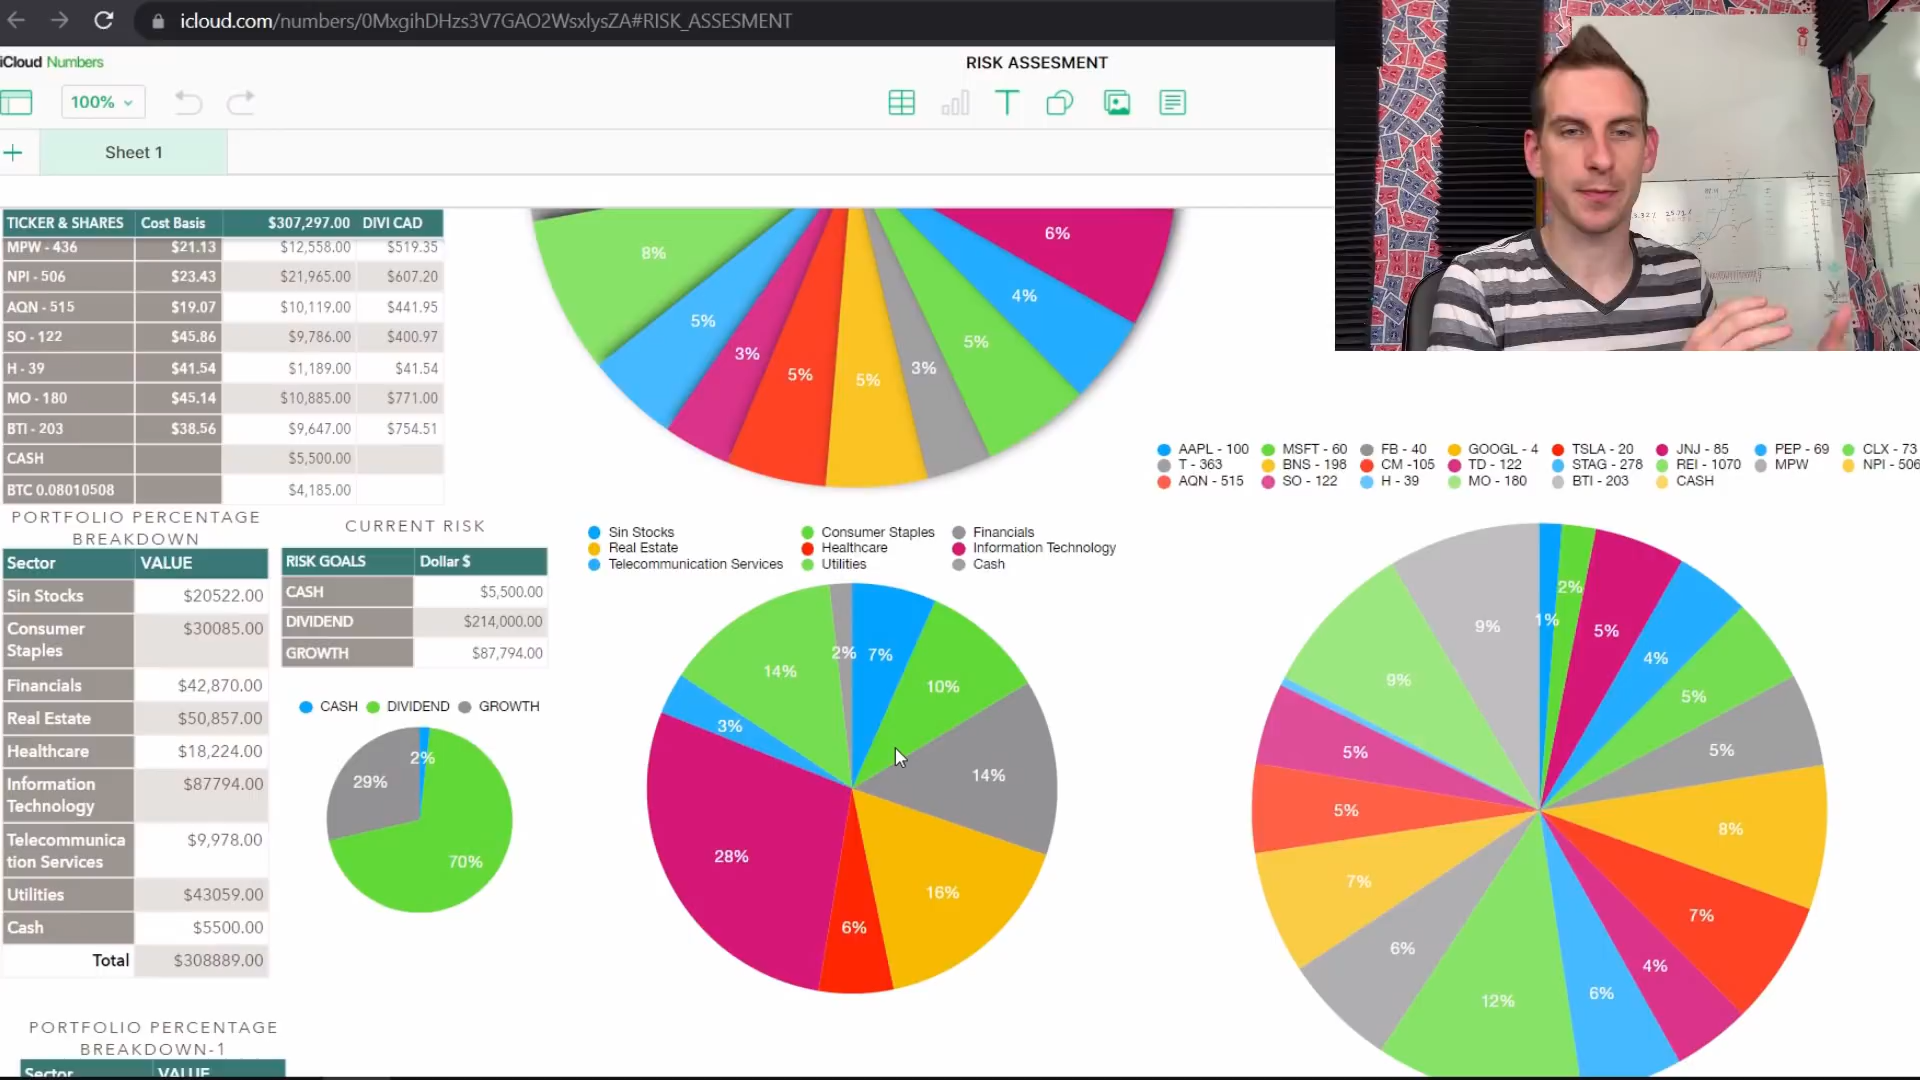 icloud.com/numbers/0MxgihDHzs3V7GAO2WsxlysZA#RISK_ASSESMENT
iCloud Numbers
RISK ASSESMENT
100%
Sheet 1
TICKER & SHARES Cost Basis $307,297.00 DIVI CAD
MPW - 436 $21.13 $12,558.00 $519.35
NPI - 506 $23.43 $21,965.00 $607.20
AQN - 515 $19.07 $10,119.00 $441.95
SO - 122 $45.86 $9,786.00 $400.97
H - 39 $41.54 $1,189.00 $41.54
MO - 180 $45.14 $10,885.00 $771.00
BTI - 203 $38.56 $9,647.00 $754.51
CASH $5,500.00
BTC 0.08010508 $4,185.00
8%
5%
3%
5%
5%
3%
5%
4%
6%
PORTFOLIO PERCENTAGE
BREAKDOWN
Sector VALUE
Sin Stocks $20522.00
Consumer
Staples $30085.00
Financials $42,870.00
Real Estate $50,857.00
Healthcare $18,224.00
Information
Technology $87794.00
Telecommunica
tion Services $9,978.00
Utilities $43059.00
Cash $5500.00
Total $308889.00
CURRENT RISK
RISK GOALS Dollar $
CASH $5,500.00
DIVIDEND $214,000.00
GROWTH $87,794.00
CASH DIVIDEND GROWTH
2%
29%
70%
Sin Stocks Consumer Staples Financials
Real Estate Healthcare Information Technology
Telecommunication Services Utilities Cash
2% 7%
14%
10%
3%
14%
28%
16%
6%
AAPL - 100 MSFT - 60 FB - 40 GOOGL - 4 TSLA - 20 JNJ - 85 PEP - 69 CLX - 73
T - 363 BNS - 198 CM -105 TD - 122 STAG - 278 REI - 1070 MPW NPI - 506
AQN - 515 SO - 122 H - 39 MO - 180 BTI - 203 CASH
2%
9% 1% 5%
4%
9%
5%
5%
5%
5%
8%
7%
7%
6%
4%
6%
12%
PORTFOLIO PERCENTAGE
BREAKDOWN-1
Sector VALUE